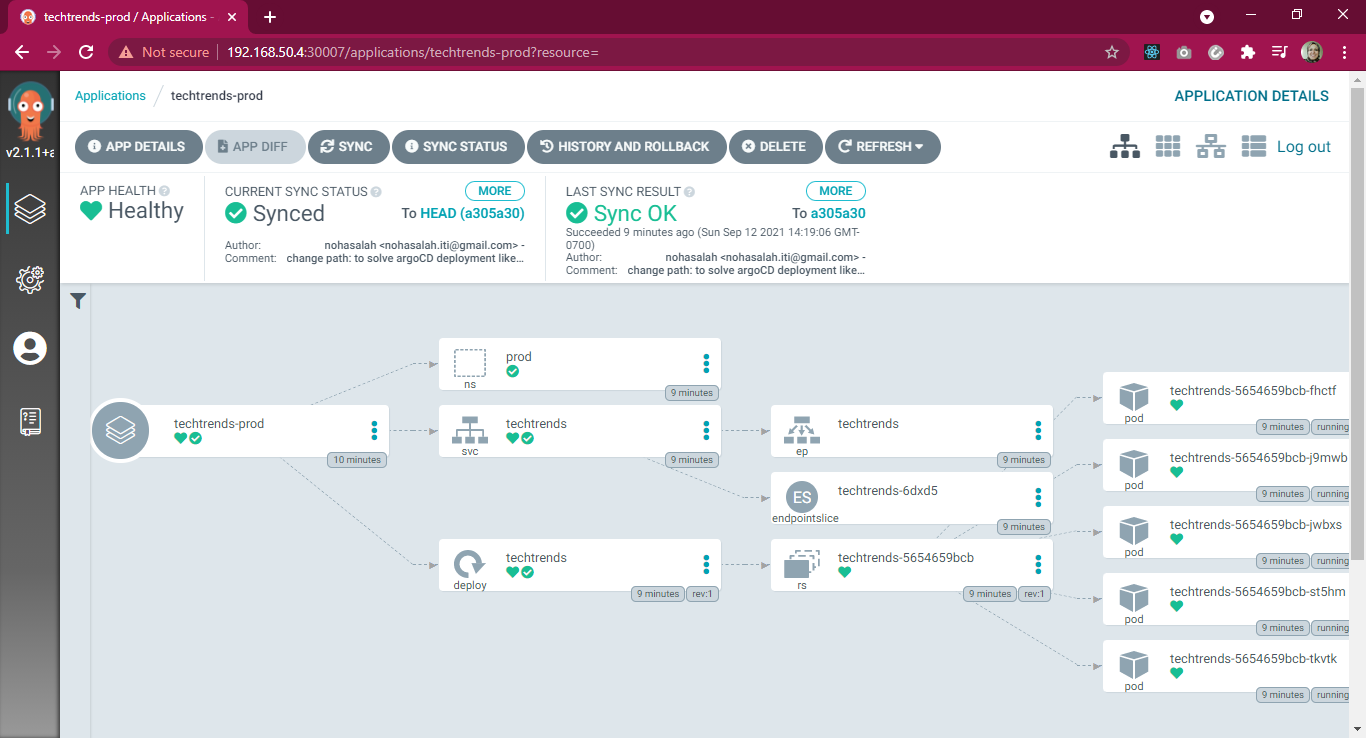 techtrends-prod / Applications -
Not secure
192.168.50.4:30007/applications/techtrends-prod?resource=
v2.1.1+a
Applications / techtrends-prod
APPLICATION DETAILS
APP DETAILS
APP DIFF
SYNC
SYNC STATUS
HISTORY AND ROLLBACK
DELETE
REFRESH
Log out
APP HEALTH
Healthy
CURRENT SYNC STATUS
MORE
Synced
To HEAD (a305a30)
Author: nohasalah <nohasalah.iti@gmail.com> -
Comment: change path: to solve argoCD deployment like...
LAST SYNC RESULT
MORE
Sync OK
To a305a30
Succeeded 9 minutes ago (Sun Sep 12 2021 14:19:06 GMT-
0700)
Author: nohasalah <nohasalah.iti@gmail.com> -
Comment: change path: to solve argoCD deployment like...
techtrends-prod
10 minutes
prod
ns
9 minutes
techtrends
svc
9 minutes
techtrends
deploy
9 minutes
rev:1
techtrends
ep
9 minutes
ES
techtrends-6dxd5
endpointslice
9 minutes
techtrends-5654659bcb
rs
9 minutes
rev:1
techtrends-5654659bcb-fhctf
pod
9 minutes
running
techtrends-5654659bcb-j9mwb
pod
9 minutes
running
techtrends-5654659bcb-jwbxs
pod
9 minutes
running
techtrends-5654659bcb-st5hm
pod
9 minutes
running
techtrends-5654659bcb-tkvtk
pod
9 minutes
running